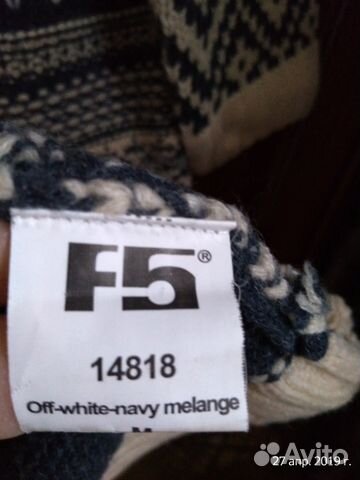 F5®
14818
Off-white-navy melange
M
27 апр. 2019 г.
Avito